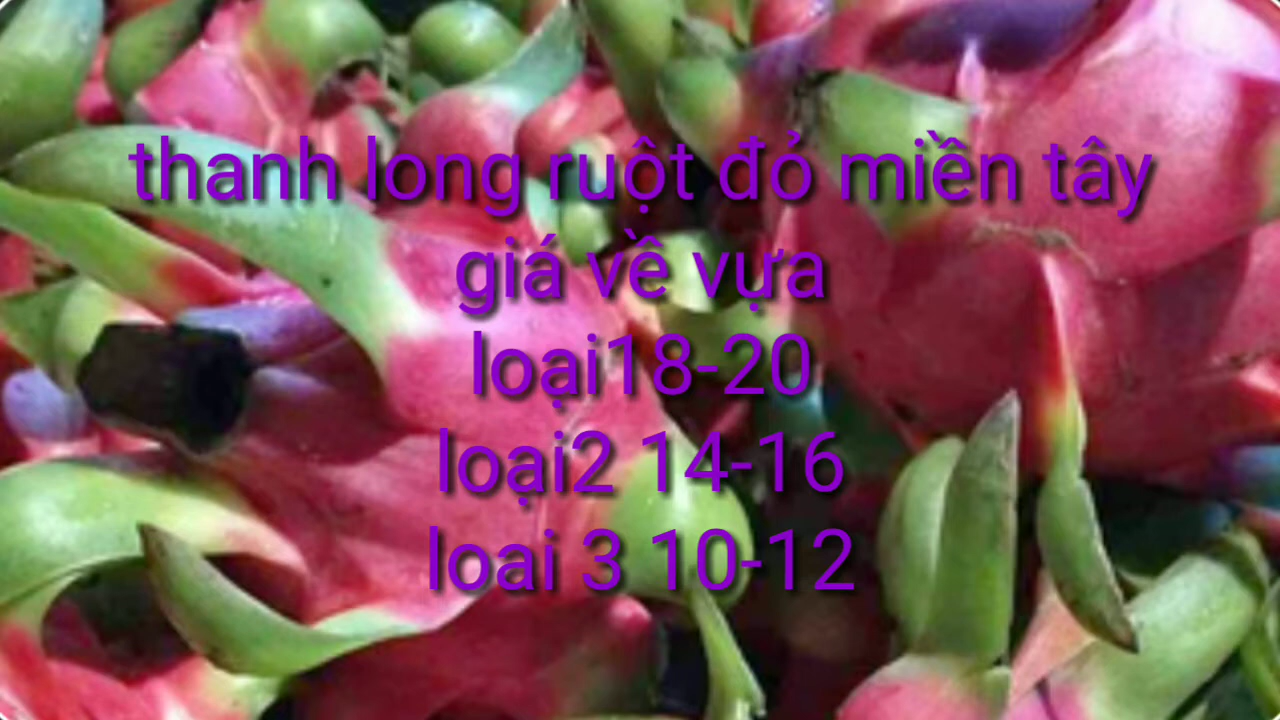 thanh long ruột đỏ miền tây
giá về vựa
loại18-20
loại2 14-16
loai 3 10-12